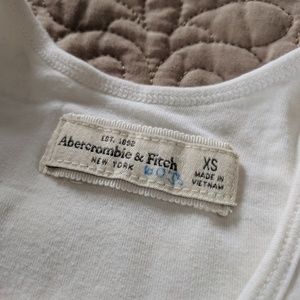 EST. 1892
Abercrombie & Fitch
NEW YORK
XS
MADE IN
VIETNAM